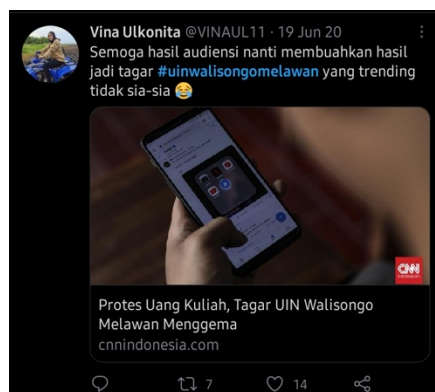 Vina Ulkonita @VINAUL11 · 19 Jun 20
Semoga hasil audiensi nanti membuahkan hasil
jadi tagar #uinwalisongomelawan yang trending
tidak sia-sia 😂
CNN
Protes Uang Kuliah, Tagar UIN Walisongo
Melawan Menggema
cnnindonesia.com
7 14